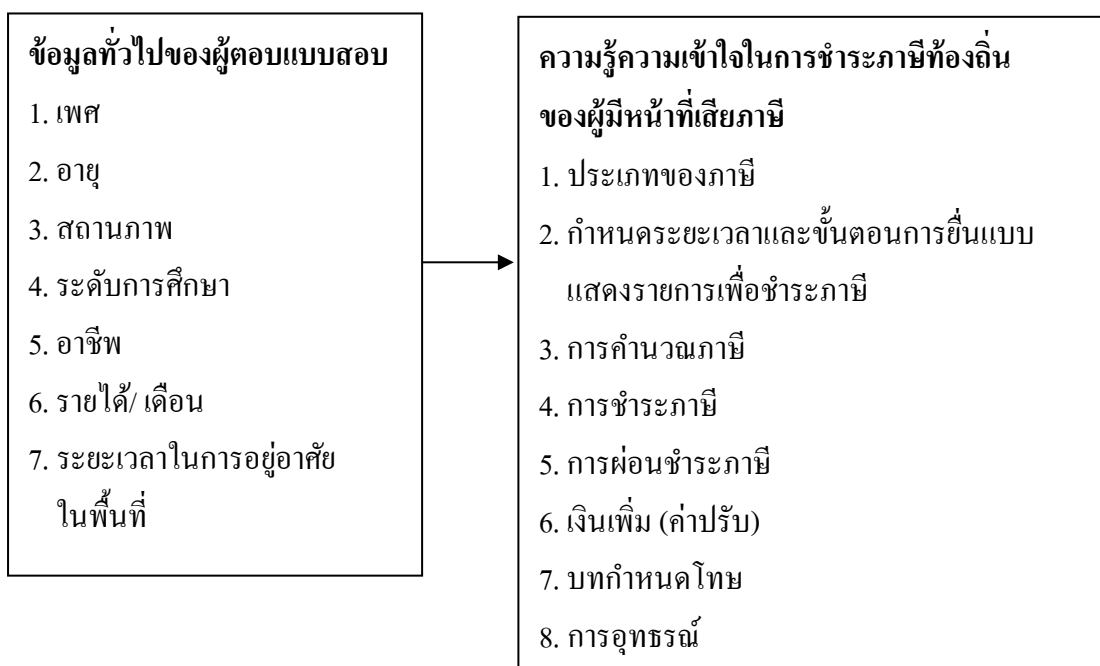 ข้อมูลทั่วไปของผู้ตอบแบบสอบ
1. เพศ
2. อายุ
3. สถานภาพ
4. ระดับการศึกษา
5. อาชีพ
6. รายได้/ เดือน
7. ระยะเวลาในการอยู่อาศัย
ในพื้นที่
ความรู้ความเข้าใจในการชำระภาษีท้องถิ่น
ของผู้มีหน้าที่เสียภาษี
1. ประเภทของภาษี
2. กำหนดระยะเวลาและขั้นตอนการยื่นแบบ
แสดงรายการเพื่อชำระภาษี
3. การคำนวณภาษี
4. การชำระภาษี
5. การผ่อนชำระภาษี
6. เงินเพิ่ม (ค่าปรับ)
7. บทกำหนดโทษ
8. การอุทธรณ์